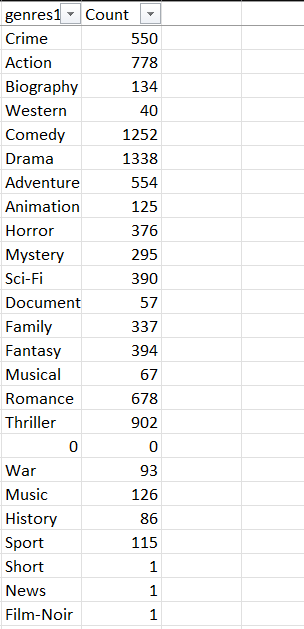 genres1 Count
Crime 550
Action 778
Biography 134
Western 40
Comedy 1252
Drama 1338
Adventure 554
Animation 125
Horror 376
Mystery 295
Sci-Fi 390
Document 57
Family 337
Fantasy 394
Musical 67
Romance 678
Thriller 902
0 0
War 93
Music 126
History 86
Sport 115
Short 1
News 1
Film-Noir 1